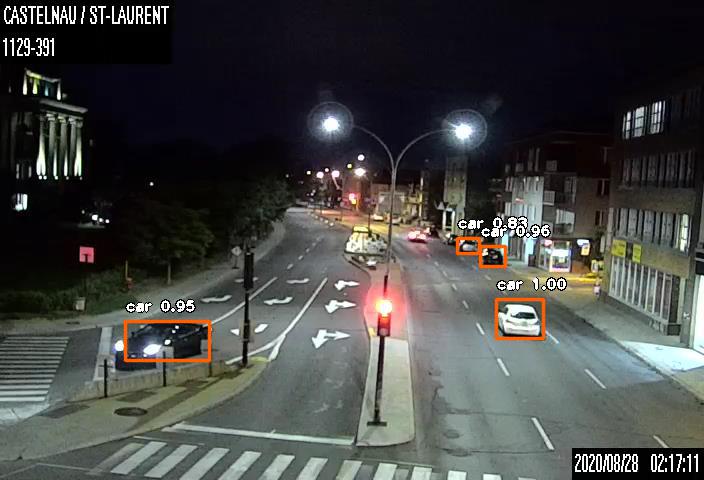 CASTELNAU / ST-LAURENT
1129-391
car 0.83
car 0.96
car 1.00
car 0.95
2020/08/28 02:17:11